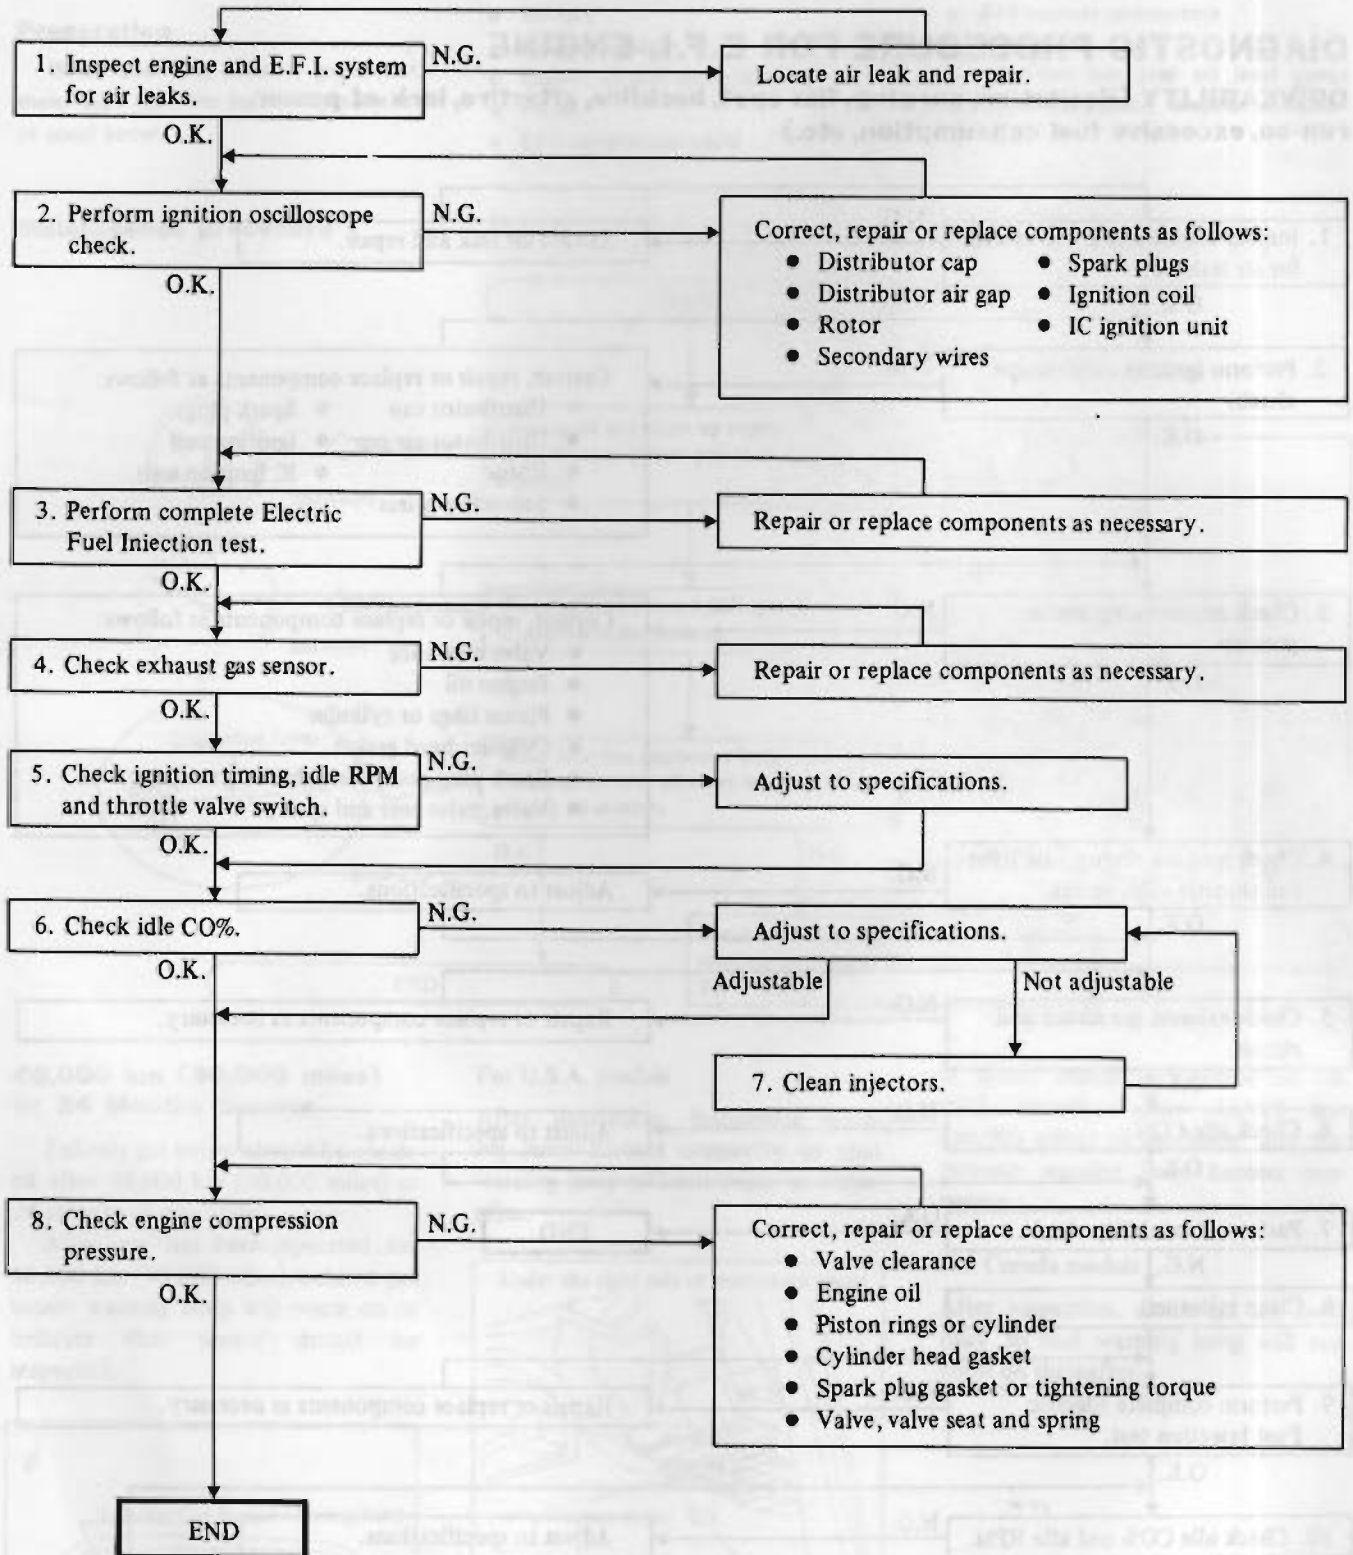 1. Inspect engine and E.F.I. system
for air leaks.
N.G.
Locate air leak and repair.
O.K.
2. Perform ignition oscilloscope
check.
N.G.
Correct, repair or replace components as follows:
● Distributor cap ● Spark plugs
● Distributor air gap ● Ignition coil
● Rotor ● IC ignition unit
● Secondary wires
O.K.
3. Perform complete Electric
Fuel Injection test.
N.G.
Repair or replace components as necessary.
O.K.
4. Check exhaust gas sensor.
N.G.
Repair or replace components as necessary.
O.K.
5. Check ignition timing, idle RPM
and throttle valve switch.
N.G.
Adjust to specifications.
O.K.
6. Check idle CO%.
N.G.
Adjust to specifications.
O.K.
Adjustable
Not adjustable
7. Clean injectors.
8. Check engine compression
pressure.
N.G.
Correct, repair or replace components as follows:
● Valve clearance
● Engine oil
● Piston rings or cylinder
● Cylinder head gasket
● Spark plug gasket or tightening torque
● Valve, valve seat and spring
O.K.
END